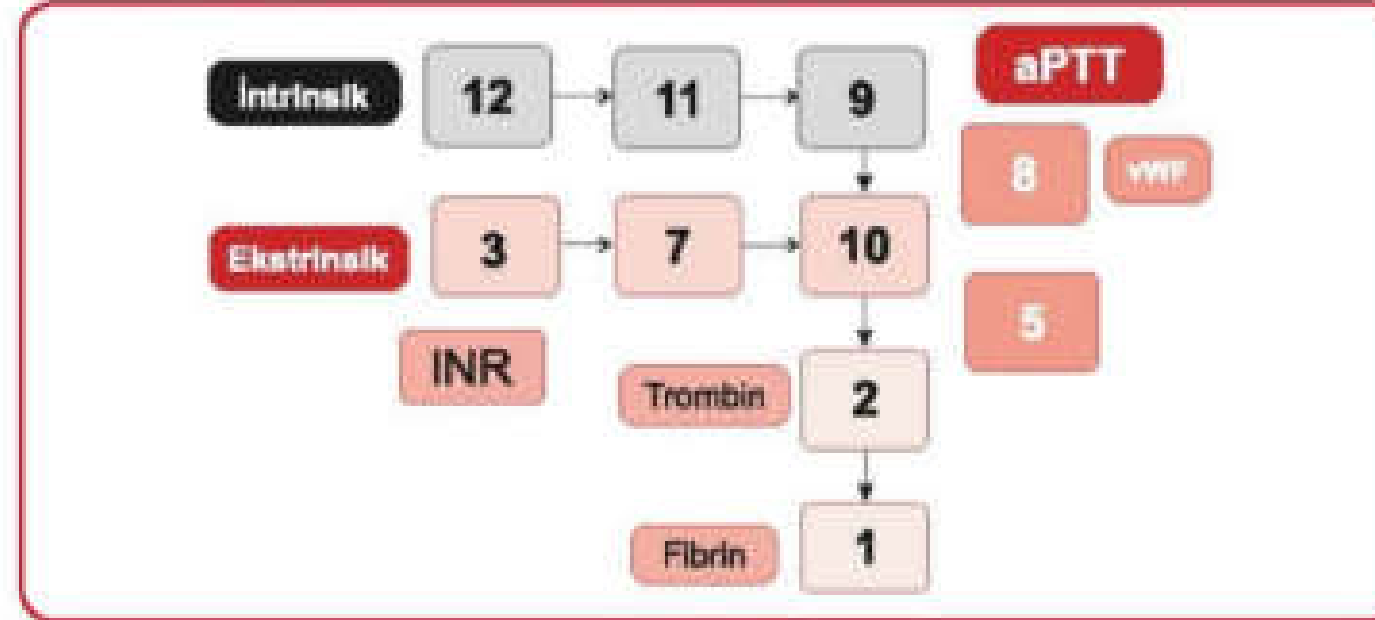 İntrinsik 12 11 9 aPTT
8 vWF
Ekstrinsik 3 7 10
5
INR
Trombin 2
Fibrin 1